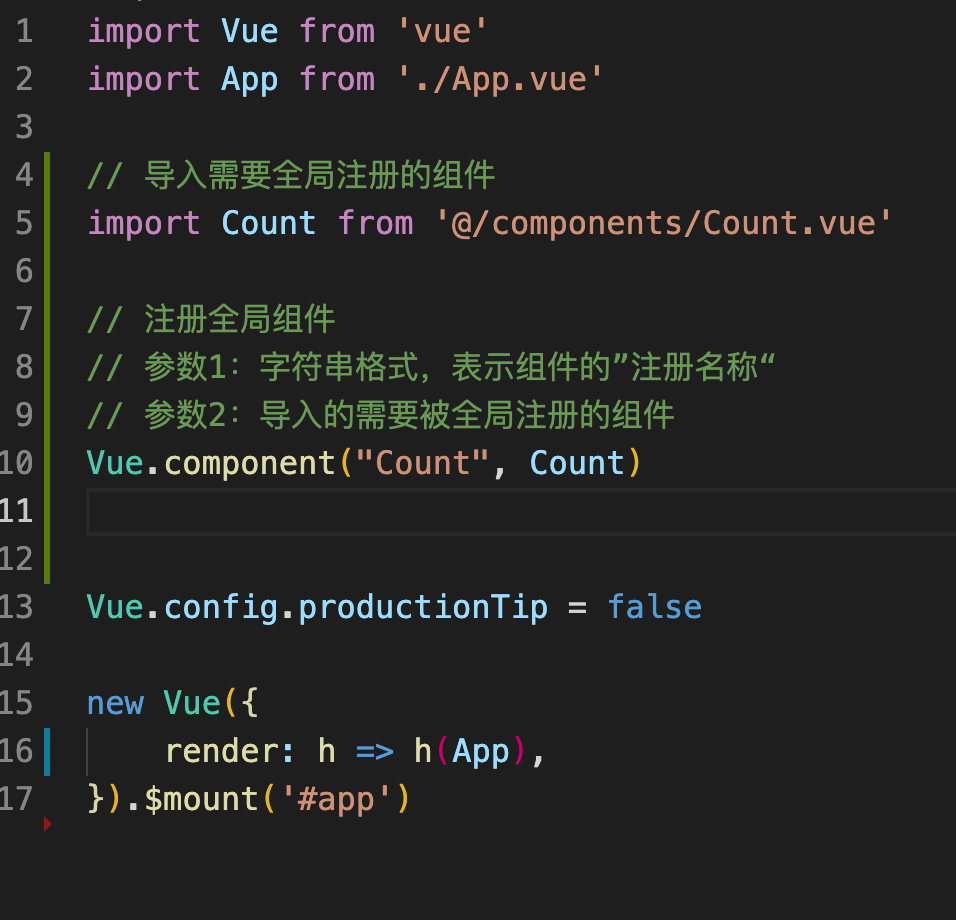 1 import Vue from 'vue'
2 import App from './App.vue'
3
4 // 导入需要全局注册的组件
5 import Count from '@/components/Count.vue'
6
7 // 注册全局组件
8 // 参数1：字符串格式，表示组件的”注册名称“
9 // 参数2：导入的需要被全局注册的组件
10 Vue.component("Count", Count)
11
12
13 Vue.config.productionTip = false
14
15 new Vue({
16     render: h => h(App),
17 }).$mount('#app')